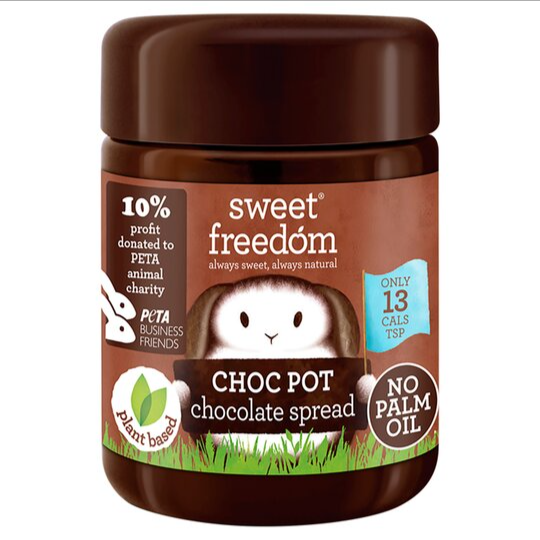 10%
profit
donated to
PETA
animal
charity
PETA
BUSINESS
FRIENDS
sweet®
freedóm
always sweet, always natural
ONLY
13
CALS
TSP
CHOC POT
chocolate spread
plant based
NO
PALM
OIL